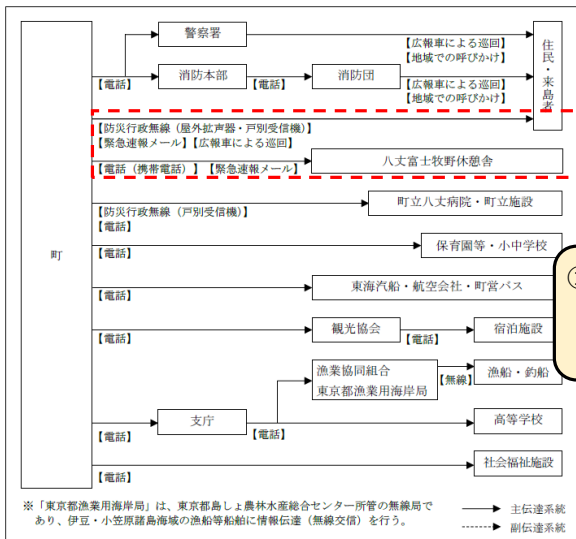 警察署
【広報車による巡回】
【地域での呼びかけ】
住民・来島者
【電話】
消防本部
【電話】
消防団
【広報車による巡回】
【地域での呼びかけ】
【防災行政無線（屋外拡声器・戸別受信機）】
【緊急速報メール】【広報車による巡回】
八丈富士牧野休憩舎
【電話（携帯電話）】【緊急速報メール】
町立八丈病院・町立施設
【防災行政無線（戸別受信機）】
【電話】
町
保育園等・小中学校
【電話】
東海汽船・航空会社・町営バス
【電話】
観光協会
宿泊施設
【電話】
【電話】
漁業協同組合
東京都漁業用海岸局
【無線】
漁船・釣船
支庁
高等学校
【電話】
【電話】
社会福祉施設
【電話】
※「東京都漁業用海岸局」は、東京都島しょ農林水産総合センター所管の無線局で
あり、伊豆・小笠原諸島海域の漁船等船舶に情報伝達（無線交信）を行う。
主伝達系統
副伝達系統